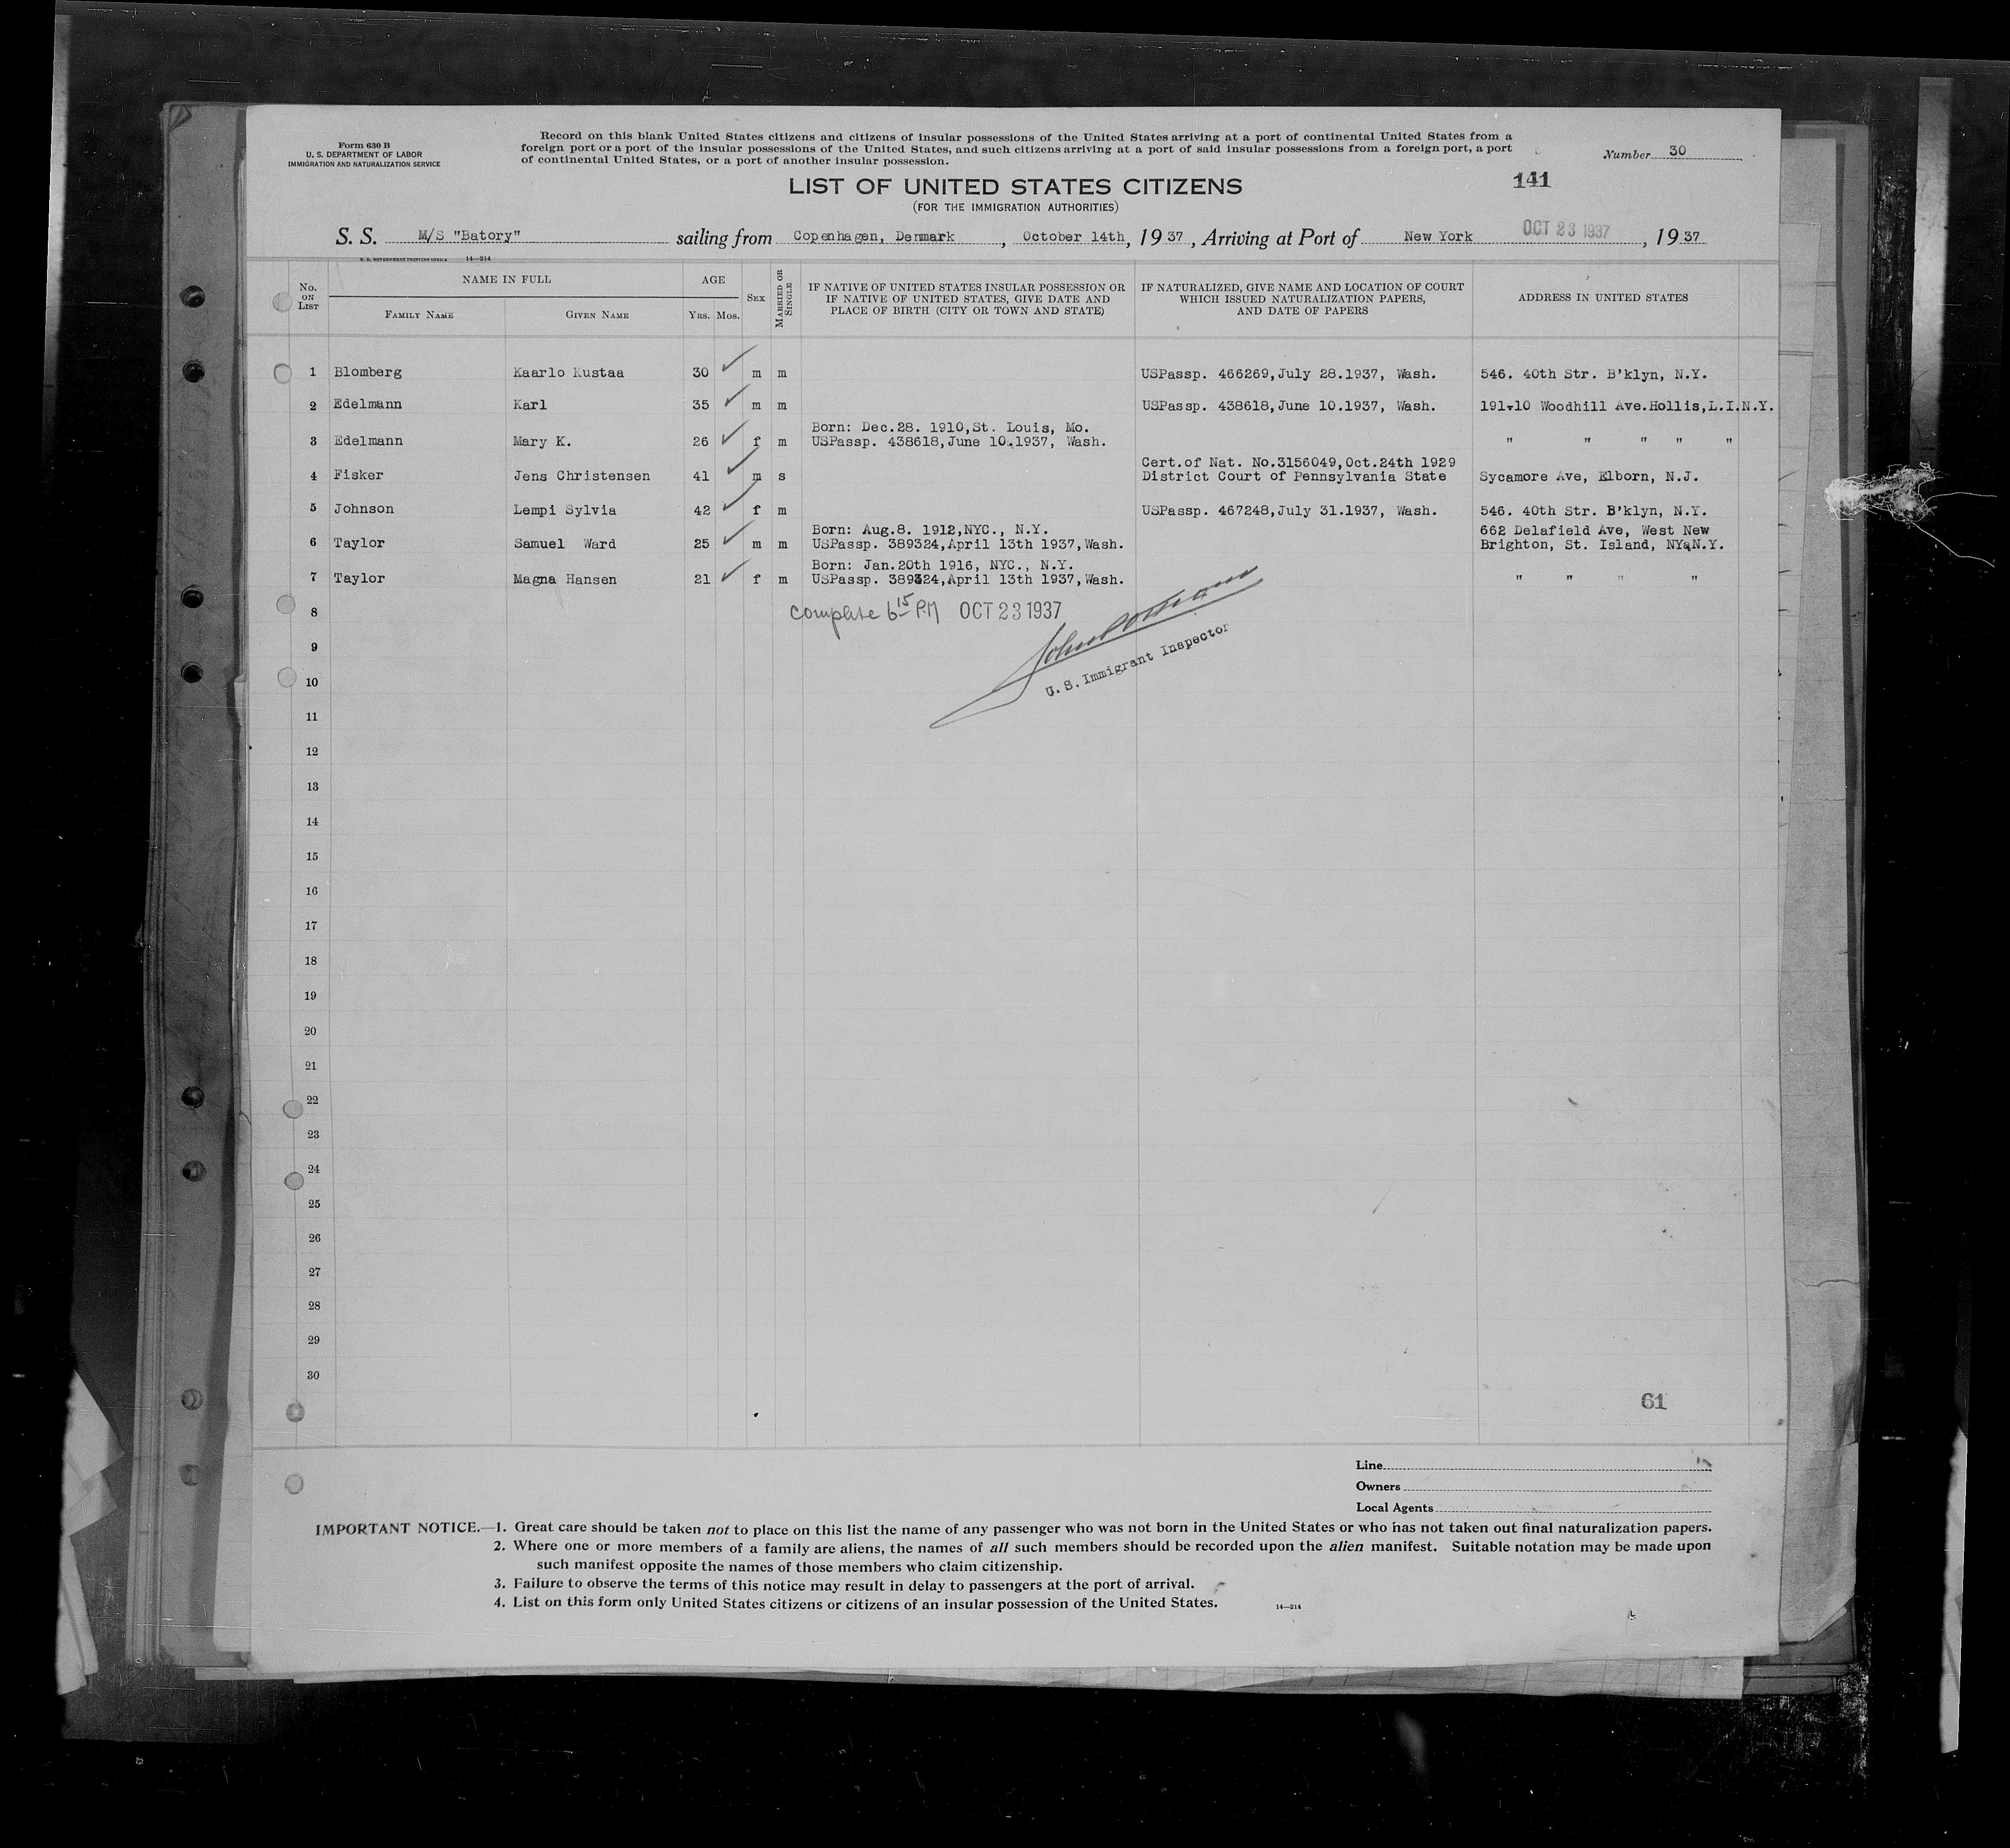 Form 630 B
U. S. DEPARTMENT OF LABOR
IMMIGRATION AND NATURALIZATION SERVICE
Record on this blank United States citizens and citizens of insular possessions of the United States arriving at a port of continental United States from a
foreign port or a port of the insular possessions of the United States, and such citizens arriving at a port of said insular possessions from a foreign port, a port
of continental United States, or a port of another insular possession.
Number 30
141
LIST OF UNITED STATES CITIZENS
(FOR THE IMMIGRATION AUTHORITIES)
S. S. M/S "Batory" sailing from Copenhagen, Denmark, October 14th, 1937, Arriving at Port of New York OCT 23 1937, 1937
U. S. GOVERNMENT PRINTING OFFICE 14—214
No. ON LIST
NAME IN FULL
FAMILY NAME
GIVEN NAME
AGE
YRS. MOS.
SEX
MARRIED OR SINGLE
IF NATIVE OF UNITED STATES INSULAR POSSESSION OR
IF NATIVE OF UNITED STATES, GIVE DATE AND
PLACE OF BIRTH (CITY OR TOWN AND STATE)
IF NATURALIZED, GIVE NAME AND LOCATION OF COURT
WHICH ISSUED NATURALIZATION PAPERS,
AND DATE OF PAPERS
ADDRESS IN UNITED STATES
1 Blomberg Kaarlo Kustaa 30 m m USPassp. 466269,July 28.1937, Wash. 546. 40th Str. B'klyn, N.Y.
2 Edelmann Karl 35 m m USPassp. 438618,June 10.1937, Wash. 191-10 Woodhill Ave.Hollis,L.I.N.Y.
Born: Dec.28. 1910,St. Louis, Mo.
3 Edelmann Mary K. 26 f m USPassp. 438618,June 10.1937, Wash. " " " " "
Cert.of Nat. No.3156049,Oct.24th 1929
4 Fisker Jens Christensen 41 m s District Court of Pennsylvania State Sycamore Ave, Elborn, N.J.
5 Johnson Lempi Sylvia 42 f m USPassp. 467248,July 31.1937, Wash. 546. 40th Str. B'klyn, N.Y.
Born: Aug.8. 1912,NYC., N.Y. 662 Delafield Ave, West New
6 Taylor Samuel Ward 25 m m USPassp. 389324,April 13th 1937,Wash. Brighton, St. Island, NY,N.Y.
Born: Jan.20th 1916, NYC., N.Y.
7 Taylor Magna Hansen 21 f m USPassp. 389324,April 13th 1937,Wash. " " " "
8 complete 6 15 PM OCT 23 1937
9
U. S. Immigrant Inspector
10
11
12
13
14
15
16
17
18
19
20
21
22
23
24
25
26
27
28
29
30
61
Line
Owners
Local Agents
IMPORTANT NOTICE.—1. Great care should be taken not to place on this list the name of any passenger who was not born in the United States or who has not taken out final naturalization papers.
2. Where one or more members of a family are aliens, the names of all such members should be recorded upon the alien manifest. Suitable notation may be made upon
such manifest opposite the names of those members who claim citizenship.
3. Failure to observe the terms of this notice may result in delay to passengers at the port of arrival.
4. List on this form only United States citizens or citizens of an insular possession of the United States. 14—214